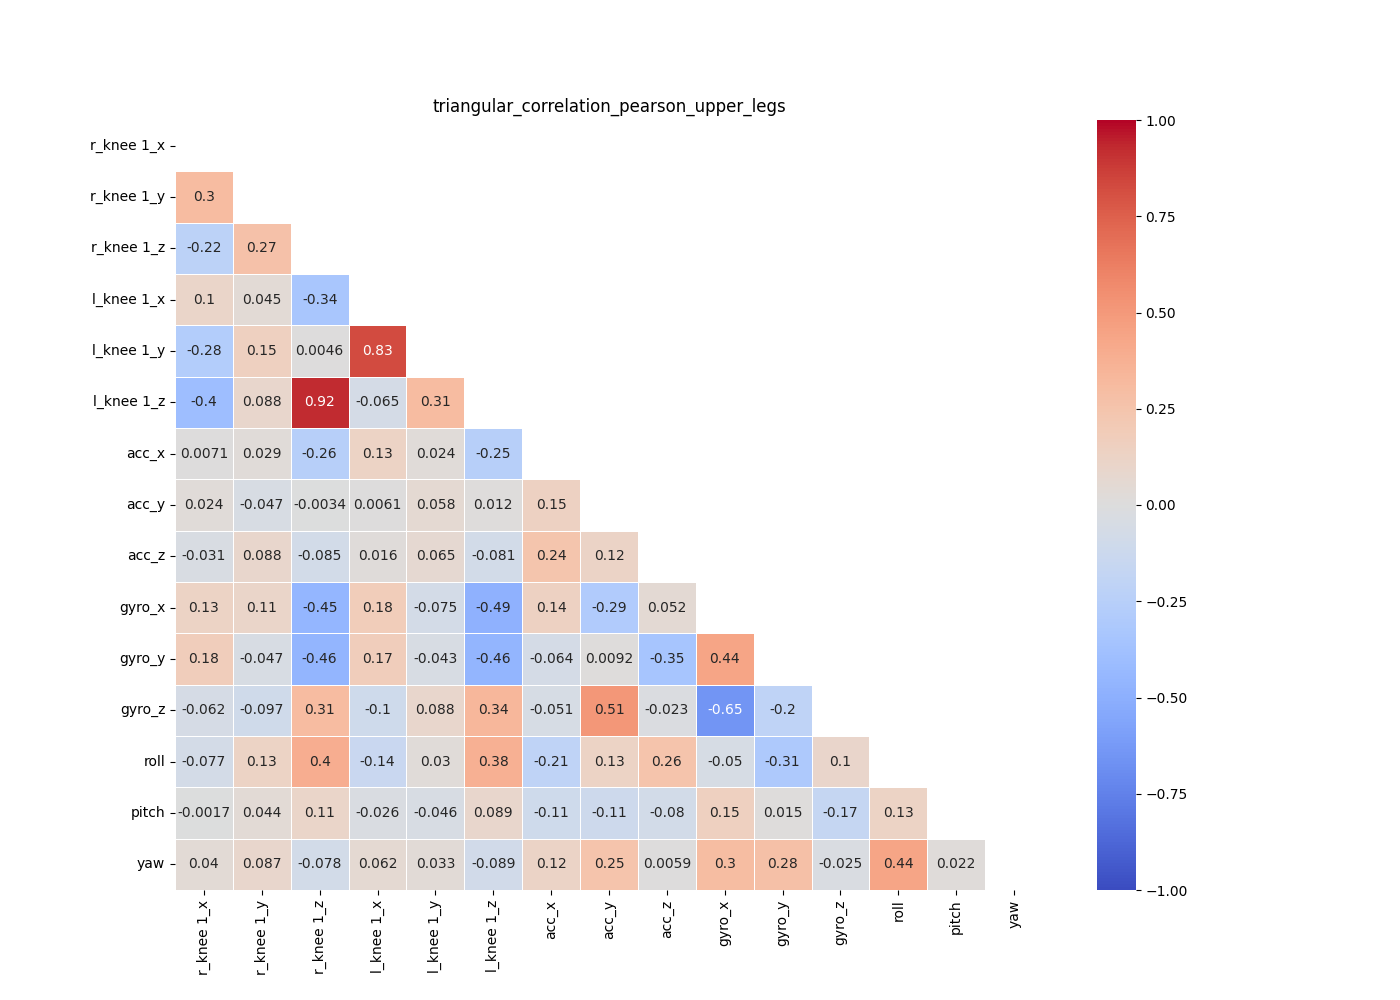 triangular_correlation_pearson_upper_legs
r_knee 1_x
r_knee 1_y 0.3
r_knee 1_z -0.22 0.27
l_knee 1_x 0.1 0.045 -0.34
l_knee 1_y -0.28 0.15 0.0046 0.83
l_knee 1_z -0.4 0.088 0.92 -0.065 0.31
acc_x 0.0071 0.029 -0.26 0.13 0.024 -0.25
acc_y 0.024 -0.047 -0.0034 0.0061 0.058 0.012 0.15
acc_z -0.031 0.088 -0.085 0.016 0.065 -0.081 0.24 0.12
gyro_x 0.13 0.11 -0.45 0.18 -0.075 -0.49 0.14 -0.29 0.052
gyro_y 0.18 -0.047 -0.46 0.17 -0.043 -0.46 -0.064 0.0092 -0.35 0.44
gyro_z -0.062 -0.097 0.31 -0.1 0.088 0.34 -0.051 0.51 -0.023 -0.65 -0.2
roll -0.077 0.13 0.4 -0.14 0.03 0.38 -0.21 0.13 0.26 -0.05 -0.31 0.1
pitch -0.0017 0.044 0.11 -0.026 -0.046 0.089 -0.11 -0.11 -0.08 0.15 0.015 -0.17 0.13
yaw 0.04 0.087 -0.078 0.062 0.033 -0.089 0.12 0.25 0.0059 0.3 0.28 -0.025 0.44 0.022
r_knee 1_x r_knee 1_y r_knee 1_z l_knee 1_x l_knee 1_y l_knee 1_z acc_x acc_y acc_z gyro_x gyro_y gyro_z roll pitch yaw
1.00
0.75
0.50
0.25
0.00
−0.25
−0.50
−0.75
−1.00